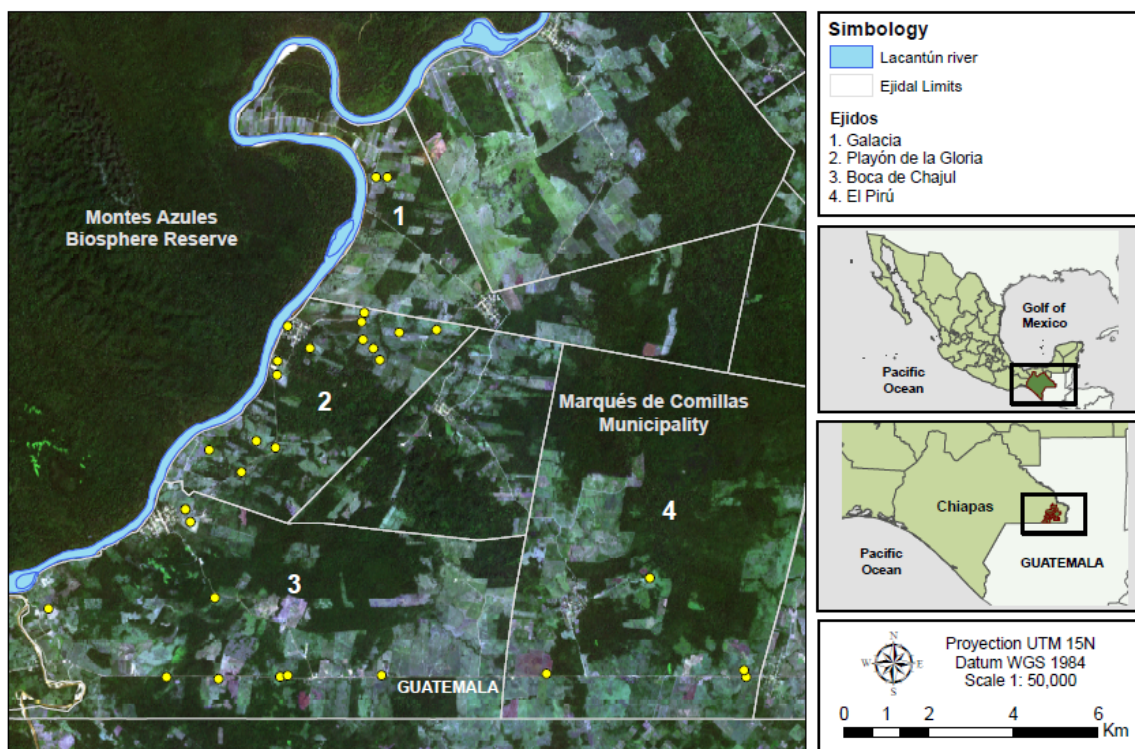 Montes Azules
Biosphere Reserve
1
2
Marqués de Comillas
Municipality
4
3
GUATEMALA
Simbology
Lacantún river
Ejidal Limits
Ejidos
1. Galacia
2. Playón de la Gloria
3. Boca de Chajul
4. El Pirú
Golf of
Mexico
Pacific
Ocean
Chiapas
Pacific
Ocean
GUATEMALA
N
W
E
S
Proyection UTM 15N
Datum WGS 1984
Scale 1: 50,000
0 1 2 4 6
Km